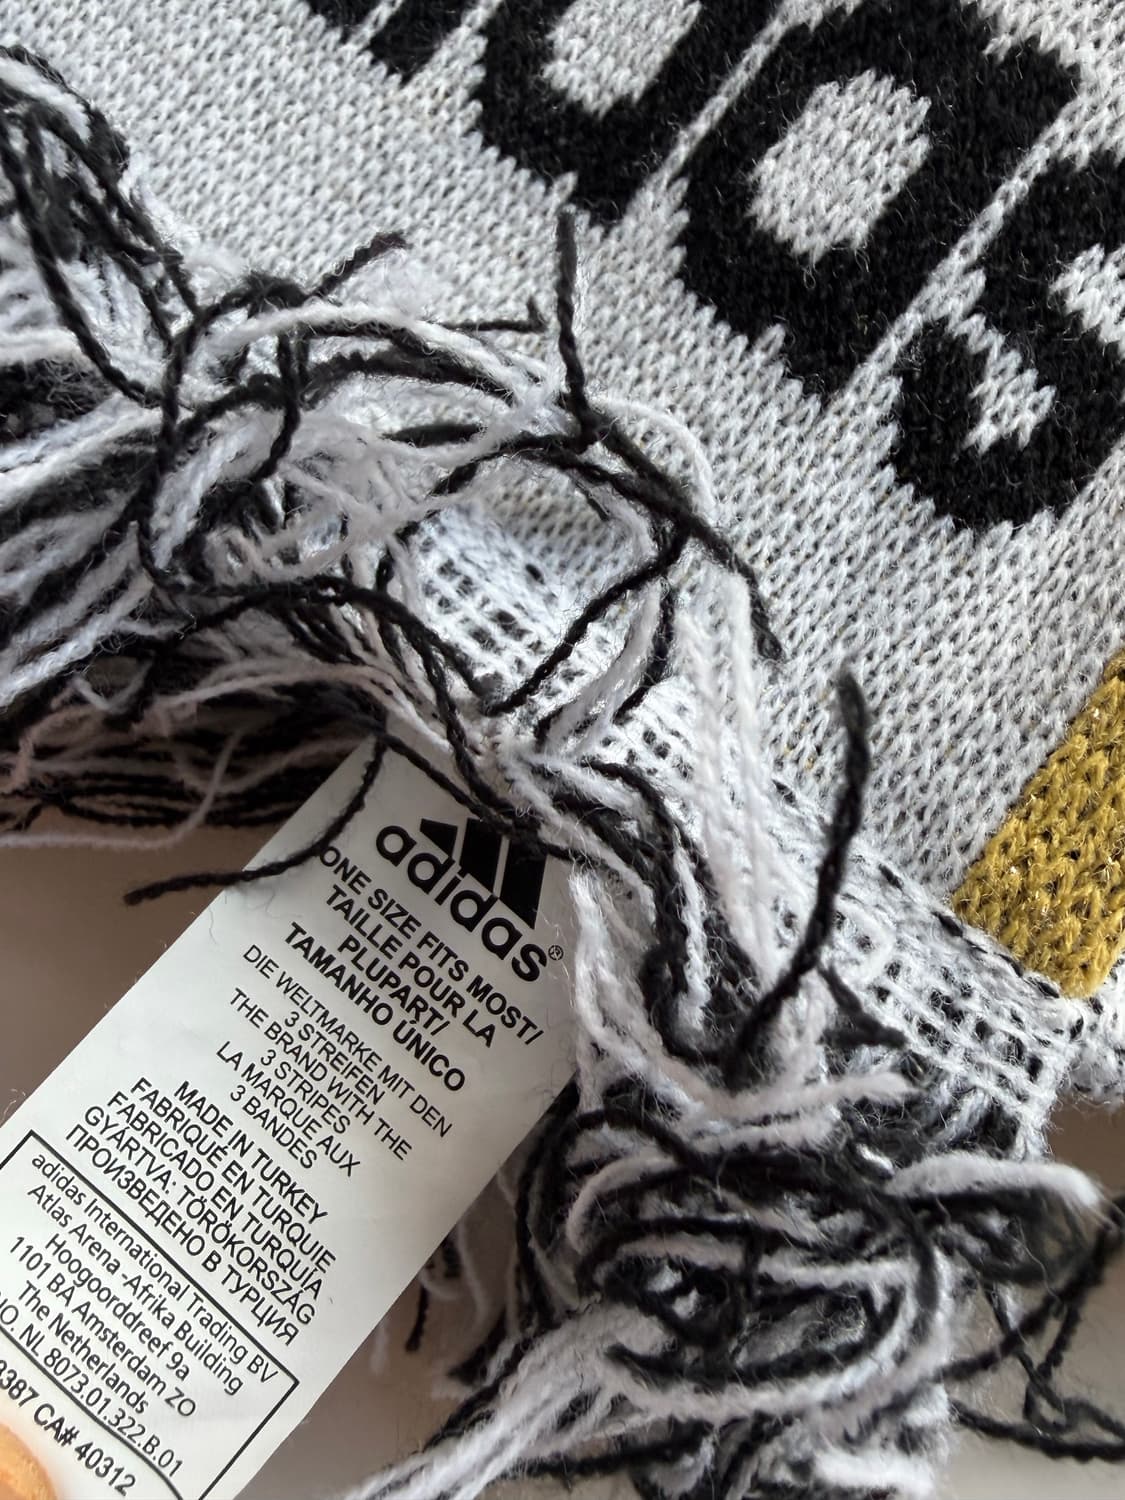 adidas®
ONE SIZE FITS MOST/
TAILLE POUR LA
PLUPART/
TAMANHO ÚNICO
DIE WELTMARKE MIT DEN
3 STREIFEN
THE BRAND WITH THE
3 STRIPES
LA MARQUE AUX
3 BANDES
MADE IN TURKEY
FABRIQUÉ EN TURQUIE
FABRICADO EN TURQUÍA
GYÁRTVA: TÖRÖKORSZÁG
ПРОИЗВЕДЕНО В ТУРЦИЯ
adidas International Trading BV
Atlas Arena -Afrika Building
Hoogoorddreef 9a
1101 BA Amsterdam ZO
The Netherlands
NL 8073.01.322.B.01
CA# 40312